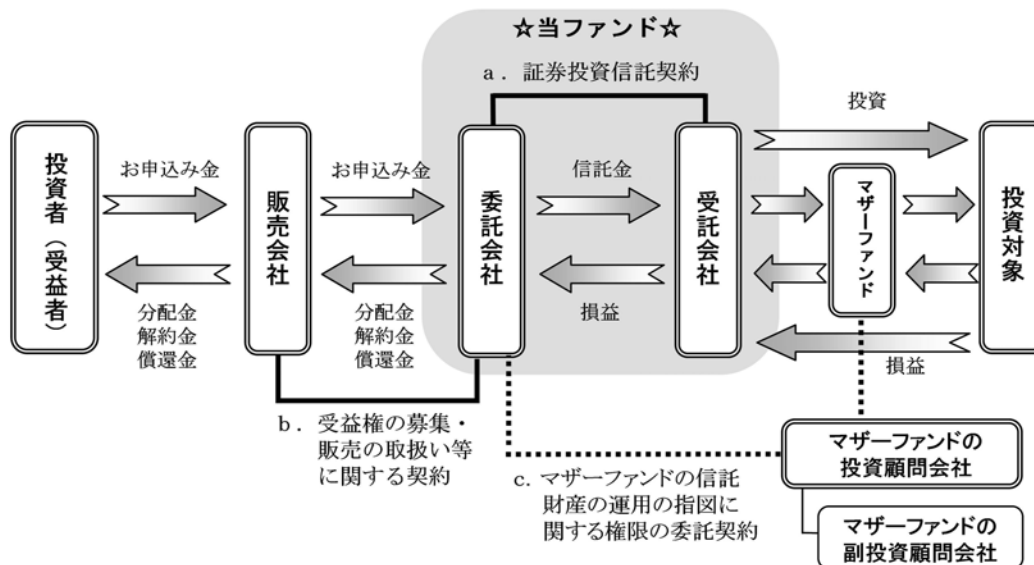 ☆当ファンド☆
a．証券投資信託契約
投資者（受益者）
お申込み金
分配金
解約金
償還金
販売会社
お申込み金
分配金
解約金
償還金
委託会社
信託金
損益
受託会社
投資
マザーファンド
損益
投資対象
b．受益権の募集・
販売の取扱い等
に関する契約
c．マザーファンドの信託
財産の運用の指図に
関する権限の委託契約
マザーファンドの
投資顧問会社
マザーファンドの
副投資顧問会社